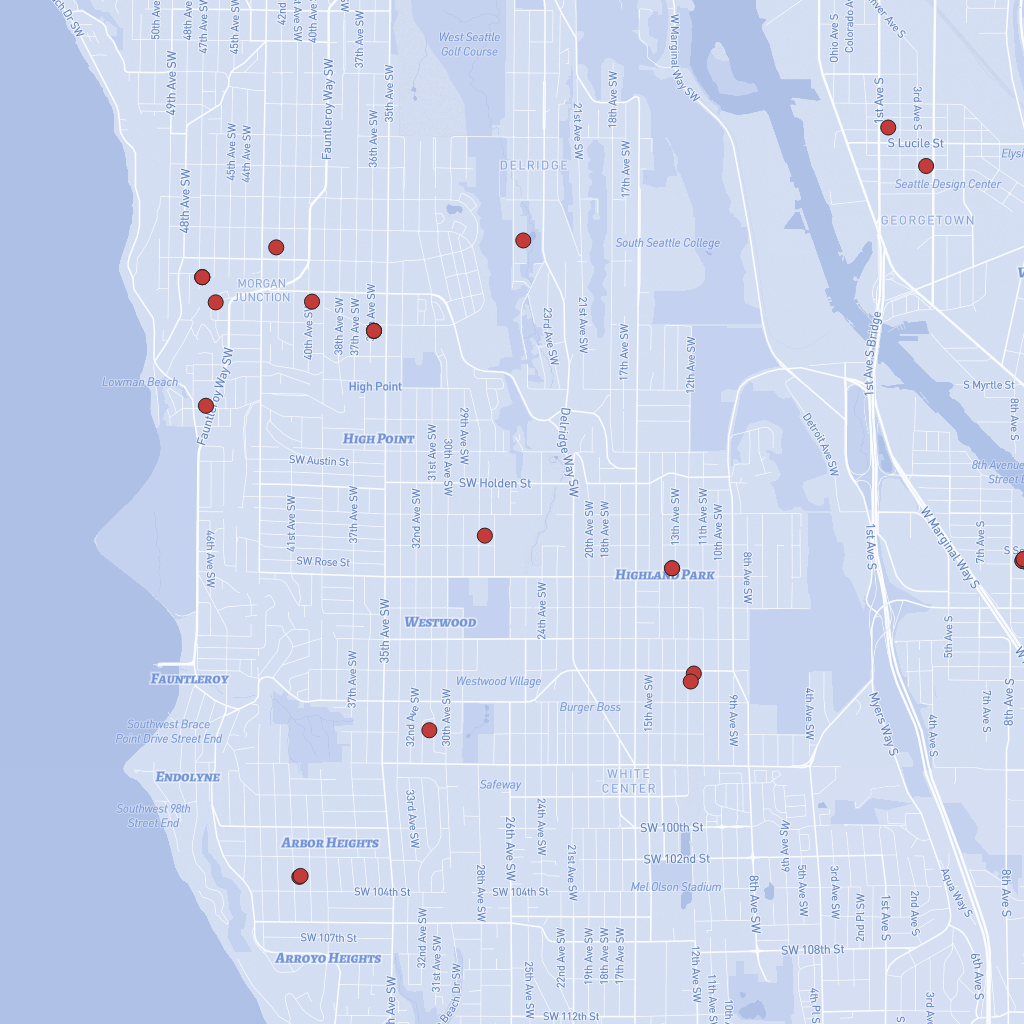 50th Ave SW
48th Ave SW
47th Ave SW
45th Ave SW
40th Ave SW
37th Ave SW
West Seattle
Golf Course
W Marginal Way SW
Ohio Ave S
49th Ave SW
Fauntleroy Way SW
35th Ave SW
36th Ave SW
18th Ave SW
21st Ave SW
1st Ave S
3rd Ave S
S Lucile St
45th Ave SW
44th Ave SW
DELRIDGE
17th Ave SW
Seattle Design Center
48th Ave SW
GEORGETOWN
South Seattle College
MORGAN
JUNCTION
40th Ave SW
38th Ave SW
37th Ave SW
23rd Ave SW
21st Ave SW
17th Ave SW
12th Ave SW
1st Ave S Bridge
Lowman Beach
High Point
S Myrtle St
8th Ave S
Fauntleroy Way SW
HIGH POINT
31st Ave SW
30th Ave SW
29th Ave SW
Delridge Way SW
Detroit Ave SW
SW Austin St
SW Holden St
8th Avenue
41st Ave SW
37th Ave SW
32nd Ave SW
20th Ave SW
18th Ave SW
13th Ave SW
11th Ave SW
10th Ave SW
W Marginal Way S
7th Ave S
1st Ave S
46th Ave SW
SW Rose St
HIGHLAND PARK
8th Ave SW
24th Ave SW
35th Ave SW
WESTWOOD
5th Ave S
FAUNTLEROY
37th Ave SW
Westwood Village
Burger Boss
15th Ave SW
9th Ave SW
4th Ave SW
Myers Way S
4th Ave S
7th Ave S
8th Ave S
32nd Ave SW
30th Ave SW
Southwest Brace
Point Drive Street End
ENDOLYNE
Safeway
WHITE
CENTER
Southwest 98th
Street End
33rd Ave SW
26th Ave SW
24th Ave SW
SW 100th St
ARBOR HEIGHTS
SW 102nd St
21st Ave SW
28th Ave SW
SW 104th St
SW 104th St
Mel Olson Stadium
8th Ave SW
6th Ave SW
5th Ave SW
3rd Ave SW
2nd Pl SW
1st Ave S
2nd Ave S
Aqua Way S
8th Ave S
SW 107th St
ARROYO HEIGHTS
32nd Ave SW
31st Ave SW
25th Ave SW
22nd Ave SW
19th Ave SW
18th Ave SW
17th Ave SW
12th Ave SW
11th Ave SW
SW 108th St
6th Ave S
SW 112th St